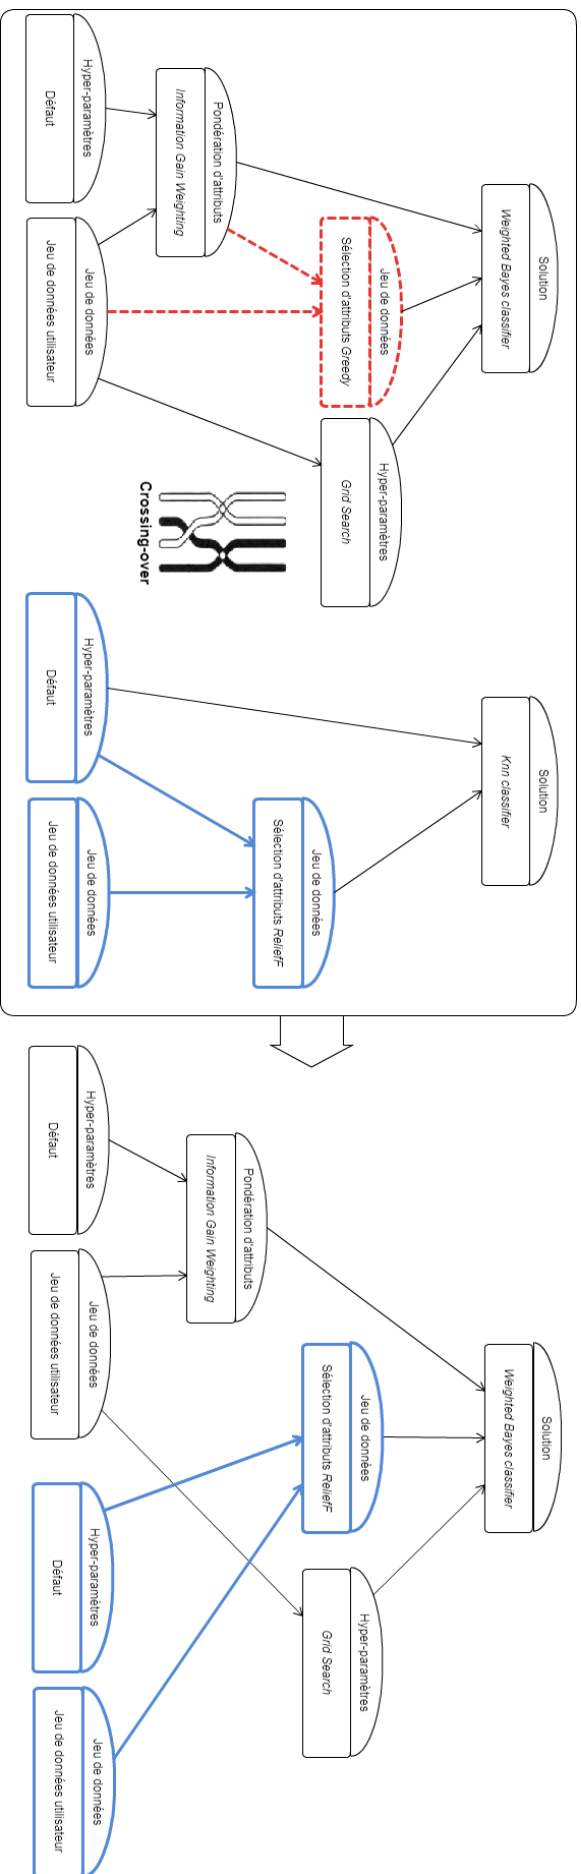 Solution
Weighted Bayes classifier
Pondération d'attributs
Information Gain Weighting
Jeu de données
Sélection d'attributs Greedy
Hyper-paramètres
Grid Search
Hyper-paramètres
Défaut
Jeu de données
Jeu de données utilisateur
Crossing-over
Solution
Knn classifier
Jeu de données
Sélection d'attributs ReliefF
Hyper-paramètres
Défaut
Jeu de données
Jeu de données utilisateur
Solution
Weighted Bayes classifier
Pondération d'attributs
Information Gain Weighting
Jeu de données
Sélection d'attributs ReliefF
Hyper-paramètres
Grid Search
Hyper-paramètres
Défaut
Jeu de données
Jeu de données utilisateur
Hyper-paramètres
Défaut
Jeu de données
Jeu de données utilisateur